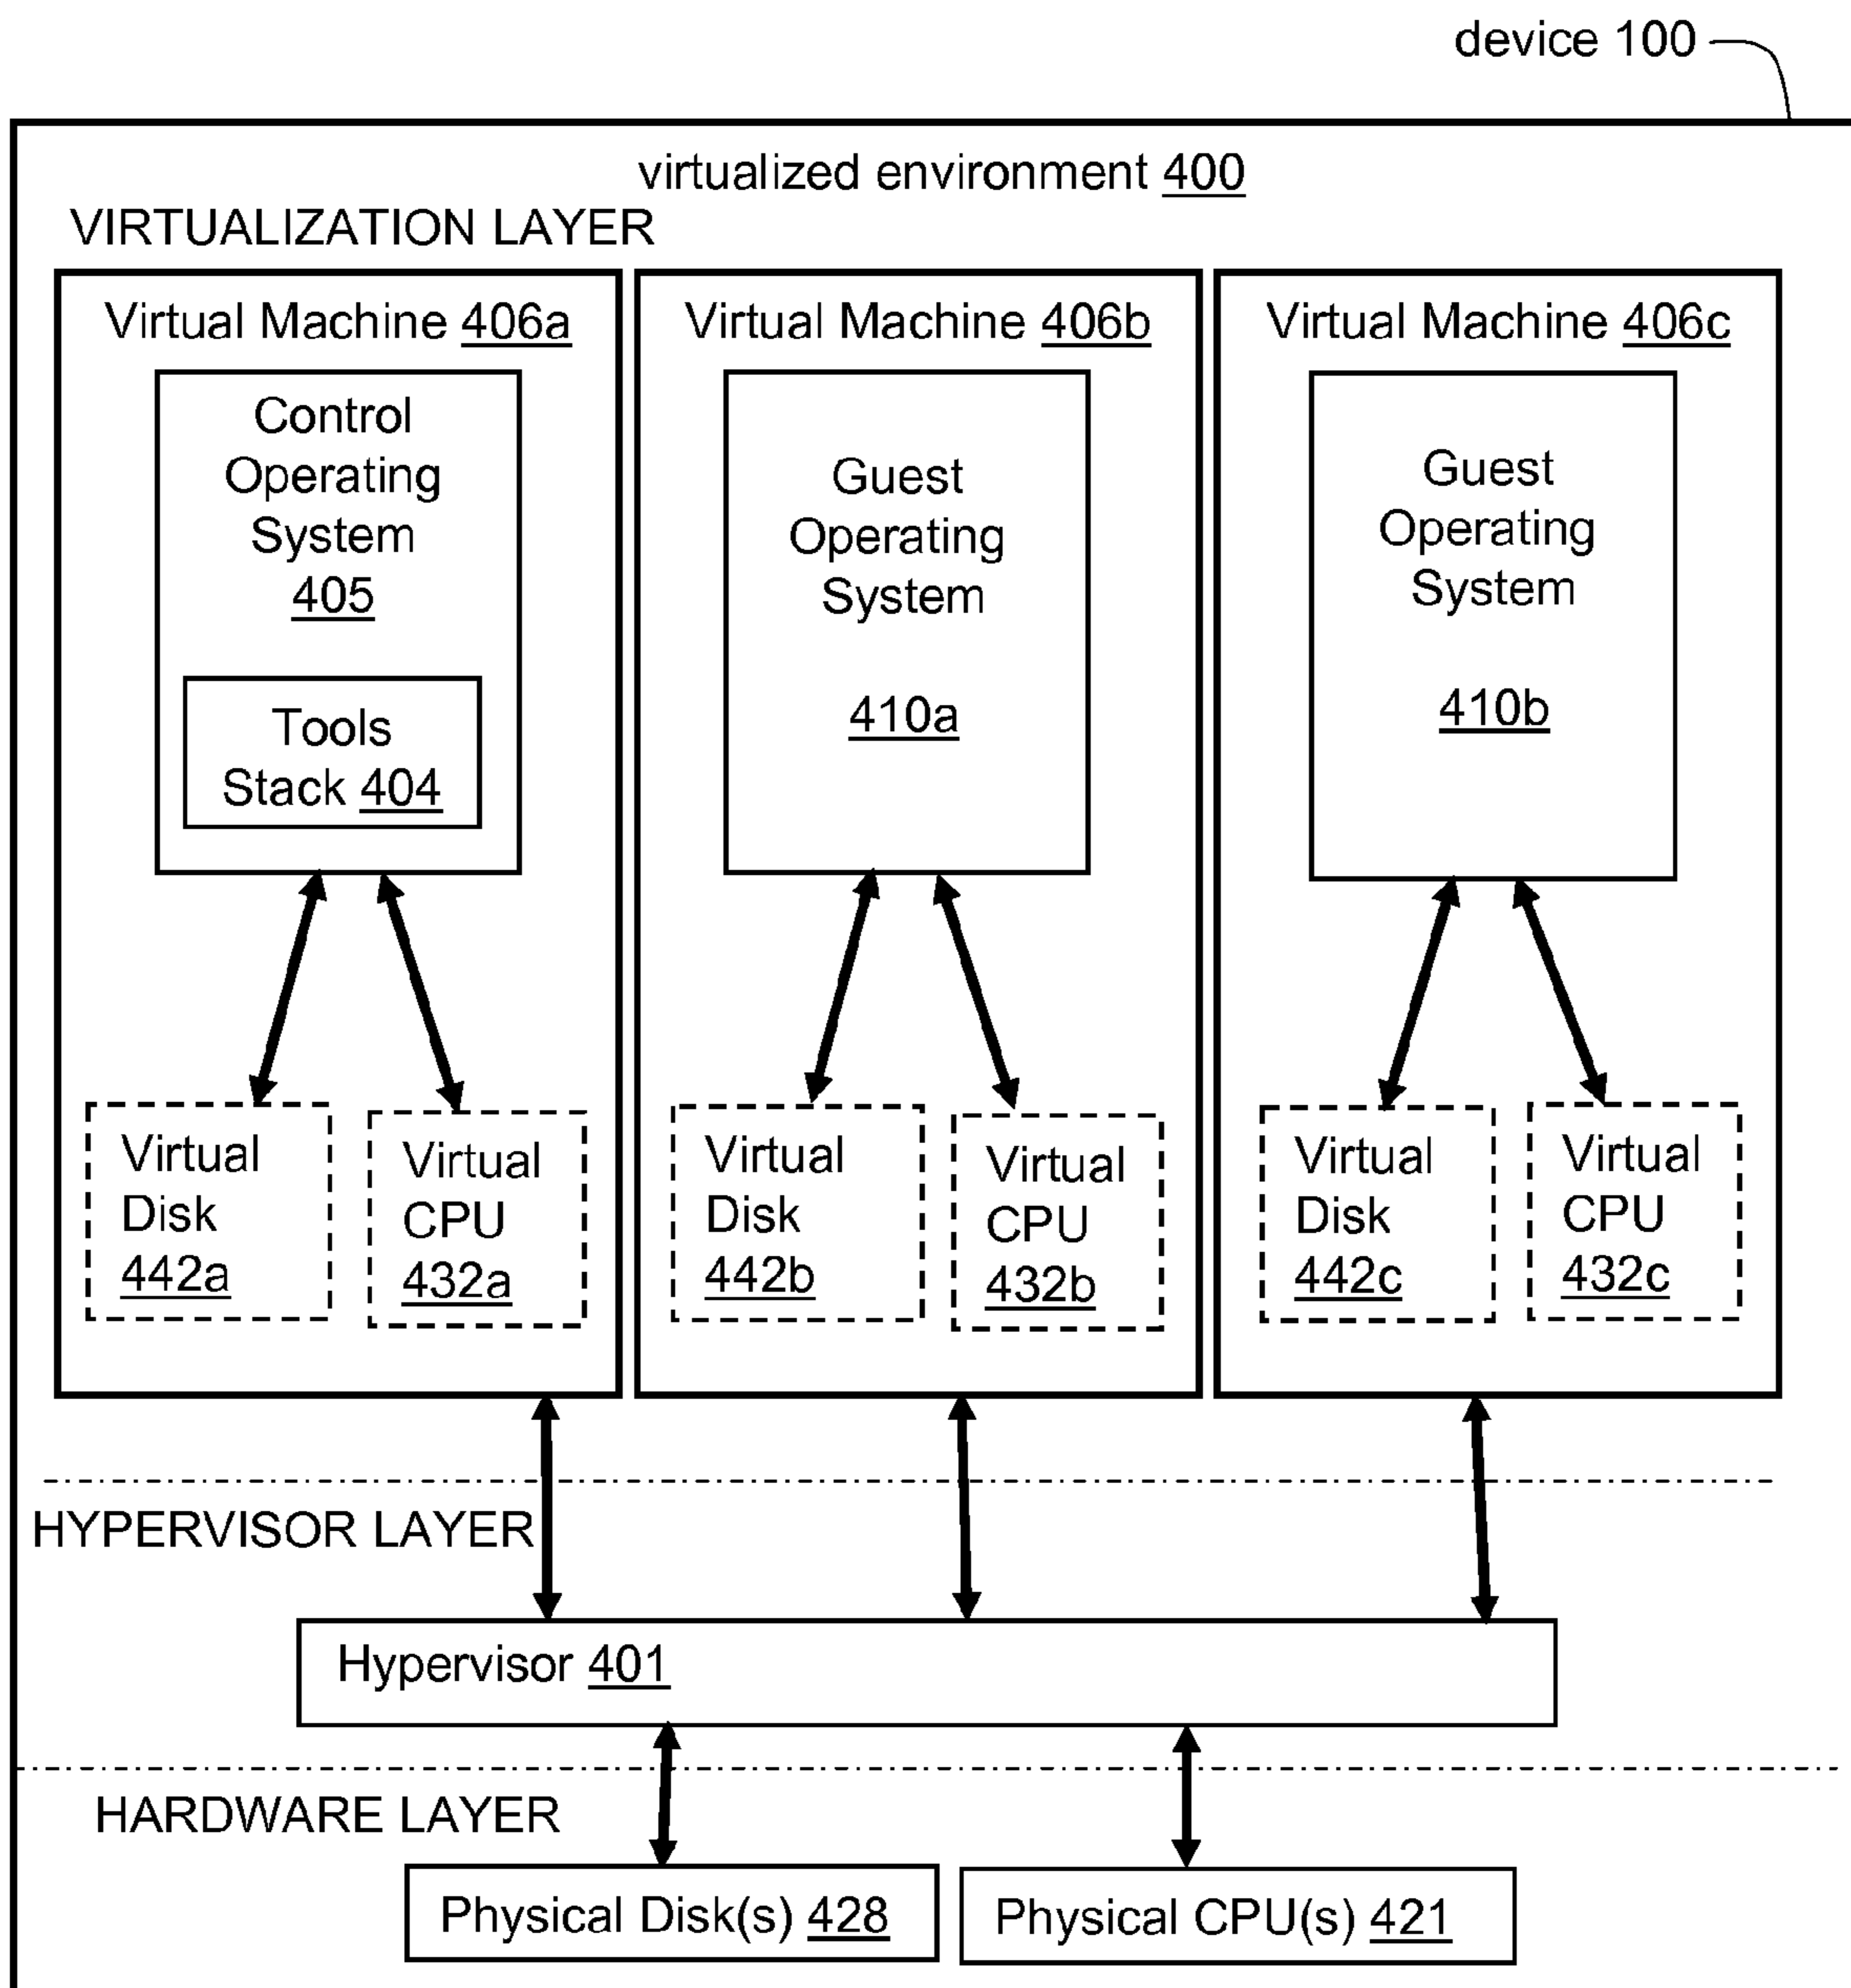 device 100
virtualized environment 400
VIRTUALIZATION LAYER
Virtual Machine 406a
Control
Operating
System
405
Tools
Stack 404
Virtual
Disk
442a
Virtual
CPU
432a
Virtual Machine 406b
Guest
Operating
System
410a
Virtual
Disk
442b
Virtual
CPU
432b
Virtual Machine 406c
Guest
Operating
System
410b
Virtual
Disk
442c
Virtual
CPU
432c
HYPERVISOR LAYER
Hypervisor 401
HARDWARE LAYER
Physical Disk(s) 428
Physical CPU(s) 421